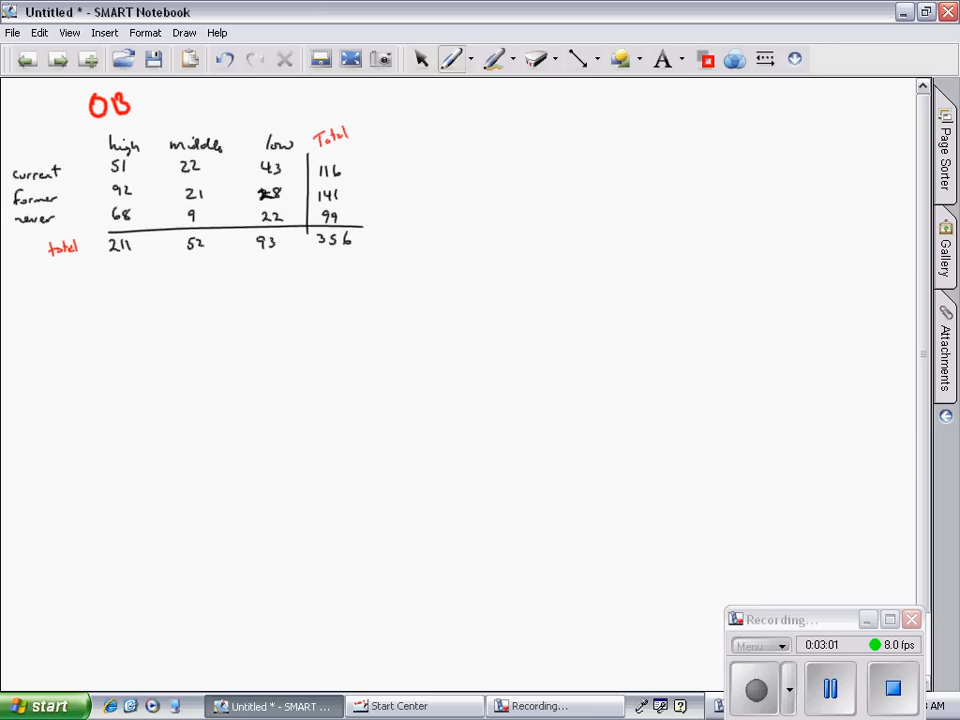 Untitled * - SMART Notebook
File Edit View Insert Format Draw Help
OB
high middle low Total
current 51 22 43 116
former 92 21 28 141
never 68 9 22 99
total 211 52 93 356
Page Sorter
Gallery
Attachments
Recording...
Menu 0:03:01 8.0 fps
start Untitled * - SMART ... Start Center Recording... AM